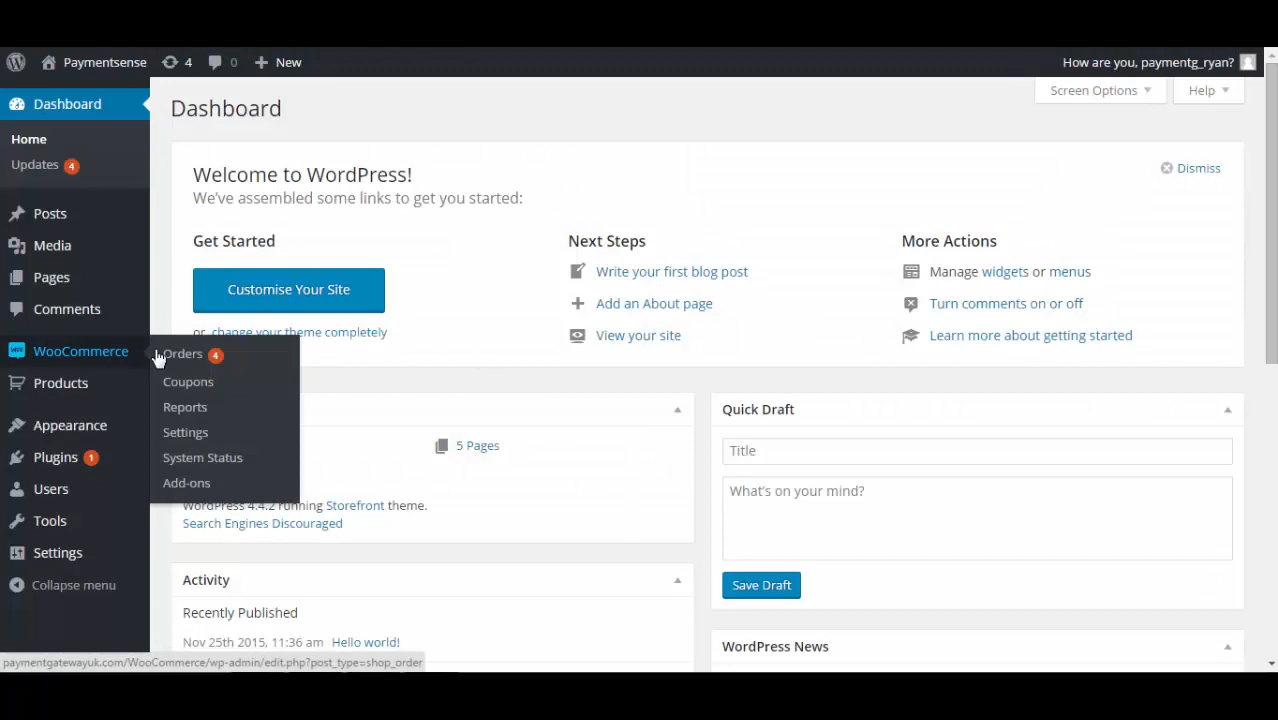 Paymentsense 4 0 New How are you, paymentg_ryan?
Dashboard
Home
Updates 4
Posts
Media
Pages
Comments
WooCommerce
Products
Appearance
Plugins 1
Users
Tools
Settings
Collapse menu
Orders 4
Coupons
Reports
Settings
System Status
Add-ons
Screen Options Help
Dashboard
Welcome to WordPress!
We've assembled some links to get you started:
Dismiss
Get Started
Customise Your Site
or, change your theme completely
Next Steps
Write your first blog post
Add an About page
View your site
More Actions
Manage widgets or menus
Turn comments on or off
Learn more about getting started
5 Pages
WordPress 4.4.2 running Storefront theme.
Search Engines Discouraged
Activity
Recently Published
Nov 25th 2015, 11:36 am Hello world!
Quick Draft
Title
What's on your mind?
Save Draft
WordPress News
paymentgatewayuk.com/WooCommerce/wp-admin/edit.php?post_type=shop_order